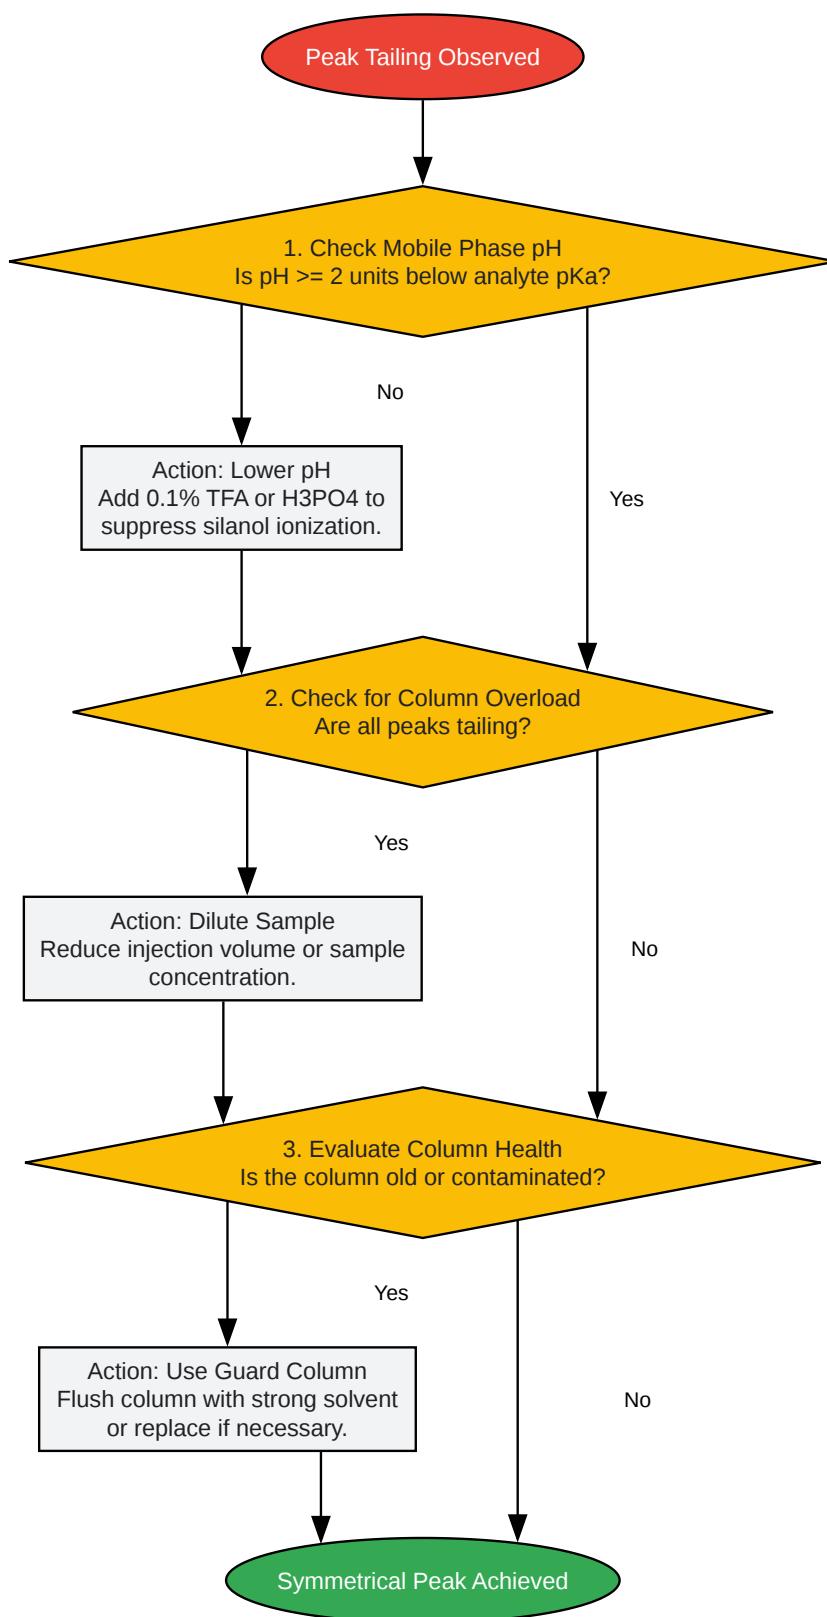 Peak Tailing Observed
1. Check Mobile Phase pH
Is pH >= 2 units below analyte pKa?
No
Action: Lower pH
Add 0.1% TFA or H3PO4 to
suppress silanol ionization.
Yes
2. Check for Column Overload
Are all peaks tailing?
Yes
Action: Dilute Sample
Reduce injection volume or sample
concentration.
No
3. Evaluate Column Health
Is the column old or contaminated?
Yes
Action: Use Guard Column
Flush column with strong solvent
or replace if necessary.
No
Symmetrical Peak Achieved